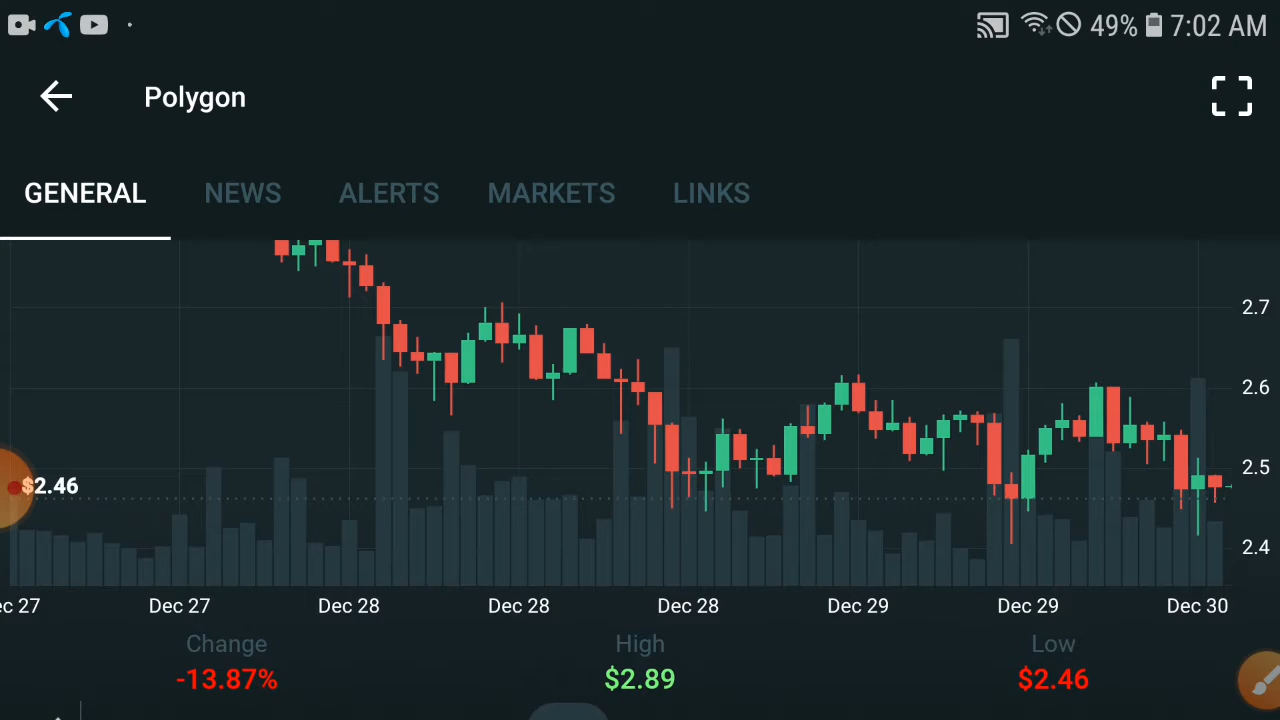 49% 7:02 AM
Polygon
GENERAL NEWS ALERTS MARKETS LINKS
2.7
2.6
2.5
$2.46
2.4
ec 27 Dec 27 Dec 28 Dec 28 Dec 28 Dec 29 Dec 29 Dec 30
Change High Low
-13.87% $2.89 $2.46